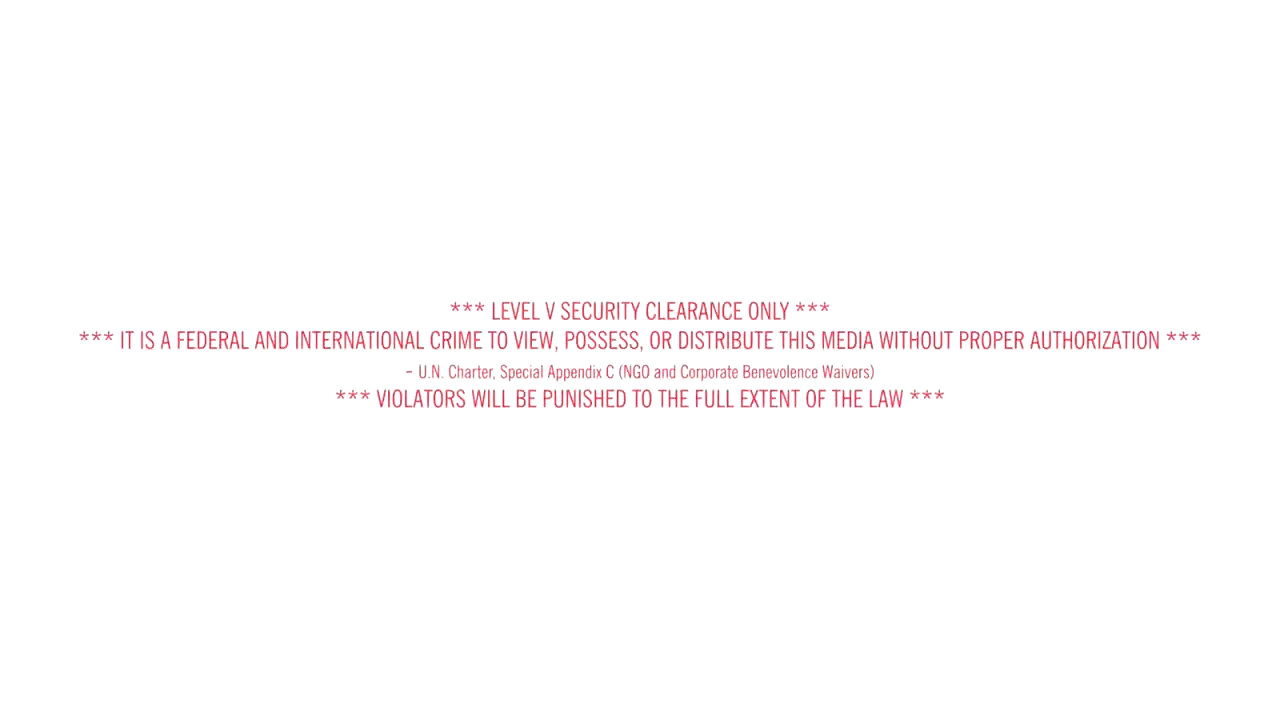 *** LEVEL V SECURITY CLEARANCE ONLY ***
*** IT IS A FEDERAL AND INTERNATIONAL CRIME TO VIEW, POSSESS, OR DISTRIBUTE THIS MEDIA WITHOUT PROPER AUTHORIZATION ***
– U.N. Charter, Special Appendix C (NGO and Corporate Benevolence Waivers)
*** VIOLATORS WILL BE PUNISHED TO THE FULL EXTENT OF THE LAW ***